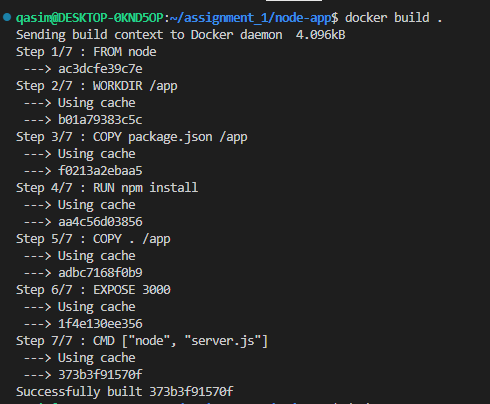 qasim@DESKTOP-0KND5OP:~/assignment_1/node-app$ docker build .
Sending build context to Docker daemon  4.096kB
Step 1/7 : FROM node
 ---> ac3dcfe39c7e
Step 2/7 : WORKDIR /app
 ---> Using cache
 ---> b01a79383c5c
Step 3/7 : COPY package.json /app
 ---> Using cache
 ---> f0213a2ebaa5
Step 4/7 : RUN npm install
 ---> Using cache
 ---> aa4c56d03856
Step 5/7 : COPY . /app
 ---> Using cache
 ---> adbc7168f0b9
Step 6/7 : EXPOSE 3000
 ---> Using cache
 ---> 1f4e130ee356
Step 7/7 : CMD ["node", "server.js"]
 ---> Using cache
 ---> 373b3f91570f
Successfully built 373b3f91570f